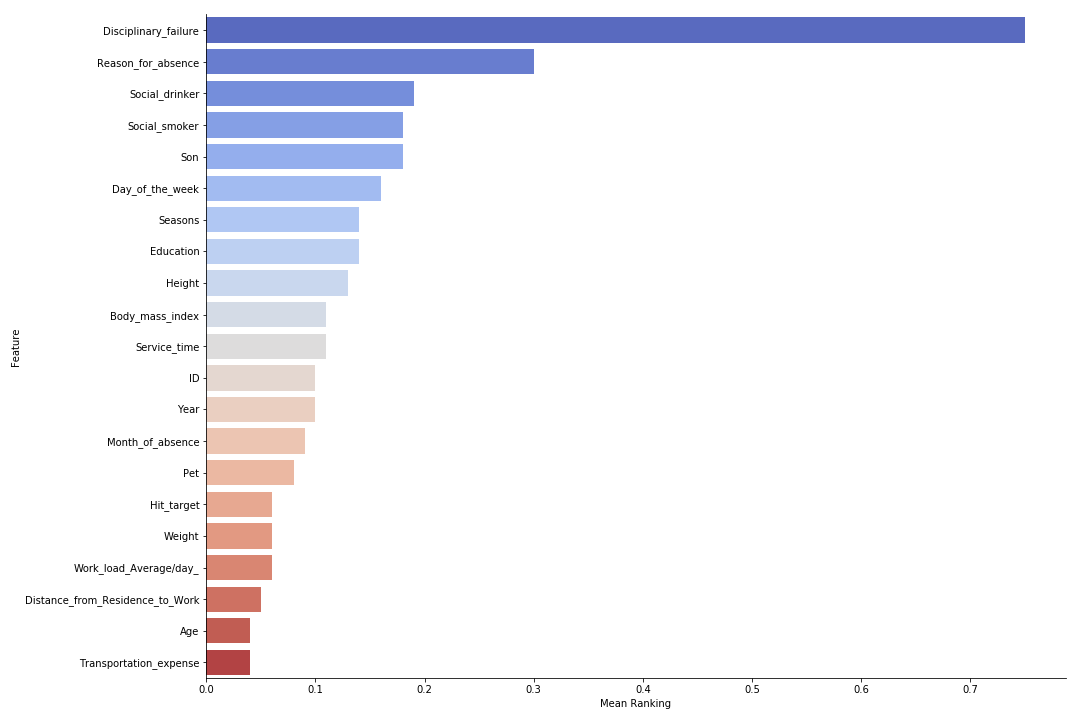 Disciplinary_failure
Reason_for_absence
Social_drinker
Social_smoker
Son
Day_of_the_week
Seasons
Education
Height
Body_mass_index
Service_time
ID
Year
Month_of_absence
Pet
Hit_target
Weight
Work_load_Average/day_
Distance_from_Residence_to_Work
Age
Transportation_expense
Feature
0.0 0.1 0.2 0.3 0.4 0.5 0.6 0.7
Mean Ranking